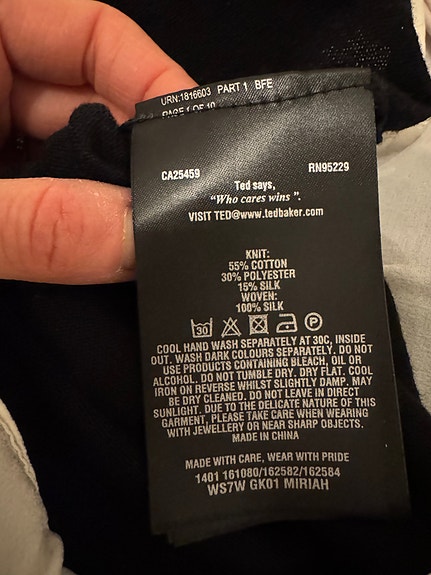 URN:1816603 PART 1 BFE
PAGE 1 OF 10
CA25459 RN95229
Ted says,
"Who cares wins".
VISIT TED@www.tedbaker.com
KNIT:
55% COTTON
30% POLYESTER
15% SILK
WOVEN:
100% SILK
30 P
COOL HAND WASH SEPARATELY AT 30C, INSIDE
OUT. WASH DARK COLOURS SEPARATELY. DO NOT
USE PRODUCTS CONTAINING BLEACH, OIL OR
ALCOHOL. DO NOT TUMBLE DRY. DRY FLAT. COOL
IRON ON REVERSE WHILST SLIGHTLY DAMP. MAY
BE DRY CLEANED. DO NOT LEAVE IN DIRECT
SUNLIGHT. DUE TO THE DELICATE NATURE OF THIS
GARMENT, PLEASE TAKE CARE WHEN WEARING
WITH JEWELLERY OR NEAR SHARP OBJECTS.
MADE IN CHINA
MADE WITH CARE, WEAR WITH PRIDE
1401 161080/162582/162584
WS7W GK01 MIRIAH